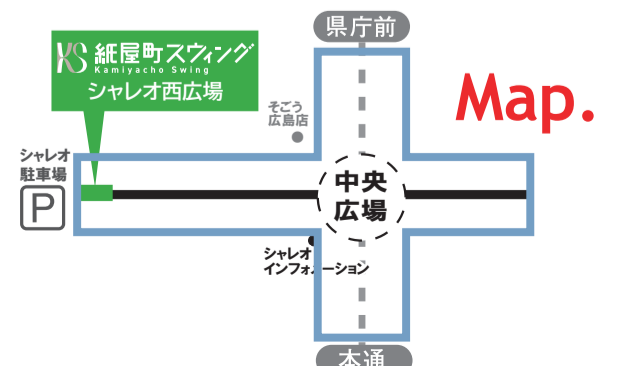 県庁前
KS 紙屋町スウィング
Kamiyacho Swing
シャレオ西広場
Map.
そごう
広島店
シャレオ
駐車場
P
中央
広場
シャレオ
インフォメーション
本通